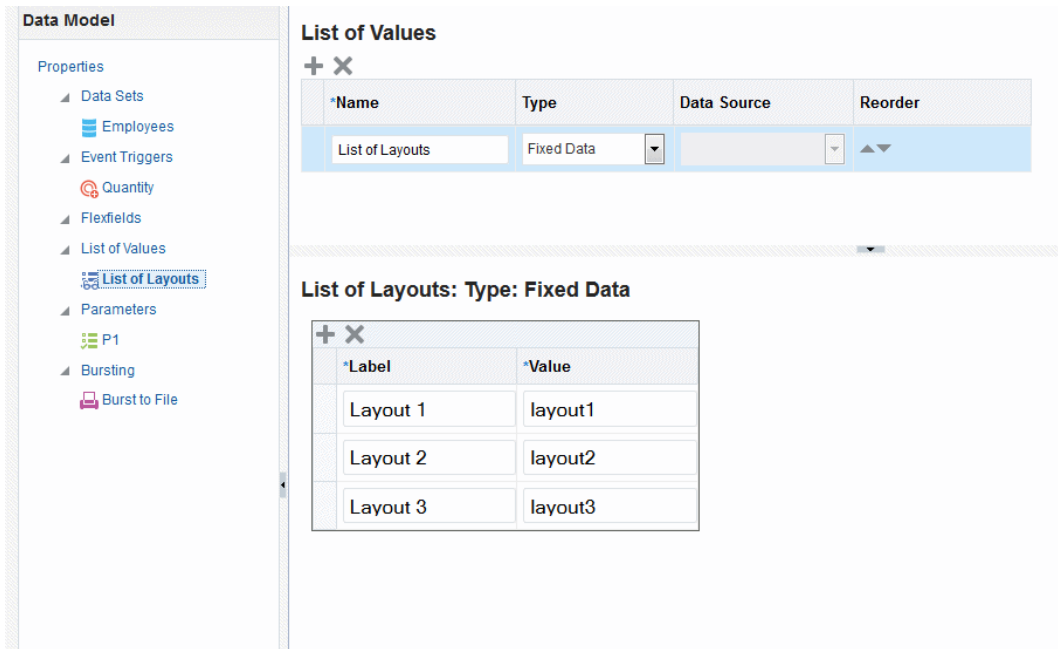 Data Model
Properties
Data Sets
Employees
Event Triggers
Quantity
Flexfields
List of Values
List of Layouts
Parameters
P1
Bursting
Burst to File
List of Values
*Name Type Data Source Reorder
List of Layouts Fixed Data
List of Layouts: Type: Fixed Data
*Label *Value
Layout 1 layout1
Layout 2 layout2
Layout 3 layout3